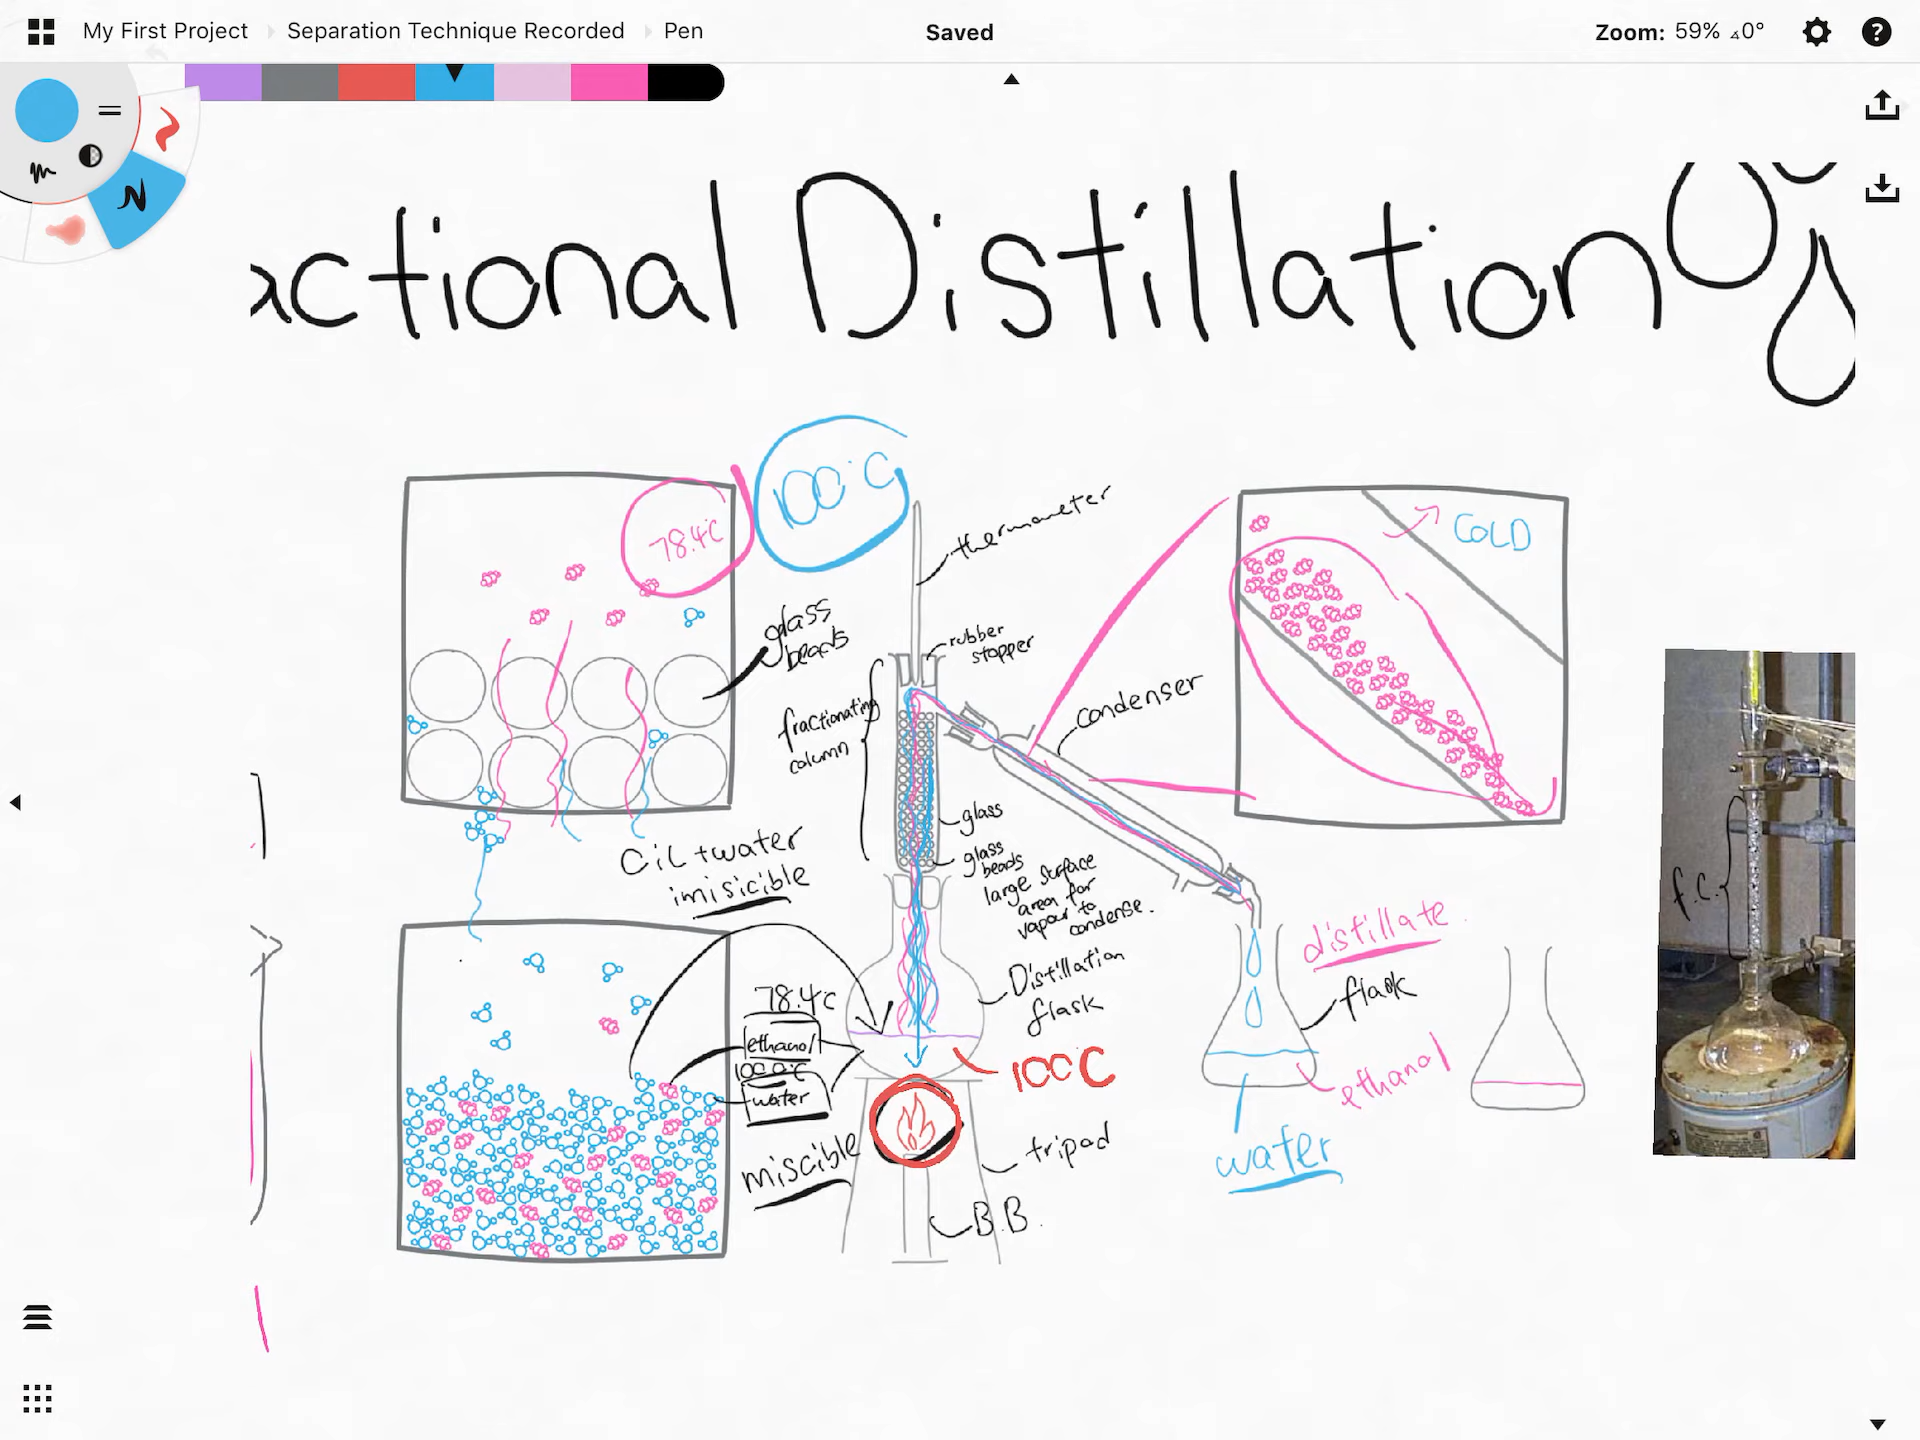 My First Project
Separation Technique Recorded
Pen
Saved
Zoom: 59% ⊿0°
actional Distillation
100°C
78.4°C
COLD
thermometer
glass
beads
rubber
stopper
fractionating
column
condenser
glass
glass
beads
large surface
area for
vapour to
condense.
Oil + water
imisicible
distillate
flask
78.4°C
ethanol
100°C
water
miscible
Distillation
flask
100°C
ethanol
water
tripod
B.B.
f.c.